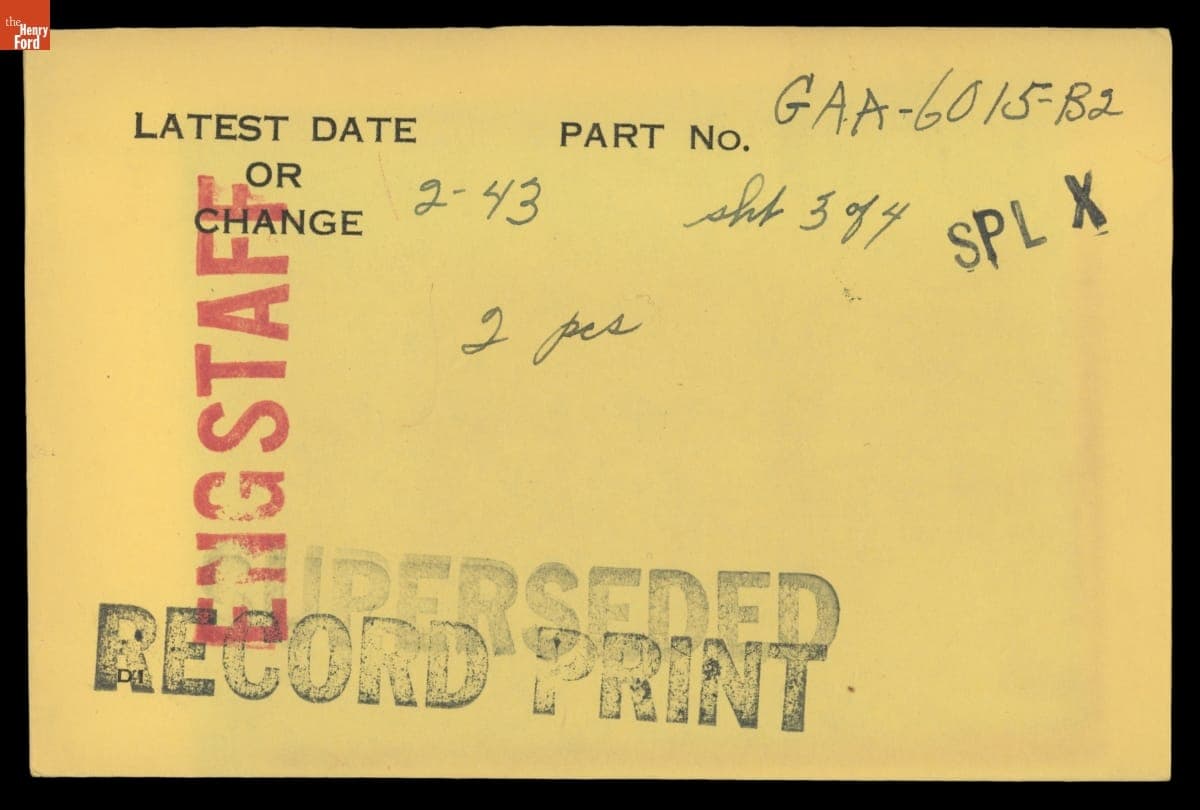 the
Henry
Ford
LATEST DATE
OR
CHANGE
2-43
PART No.
GAA-6015-B2
sht 3 of 4
SPL X
2 pcs
ENGSTAFF
SUPERSEDED
RECORD PRINT
D1